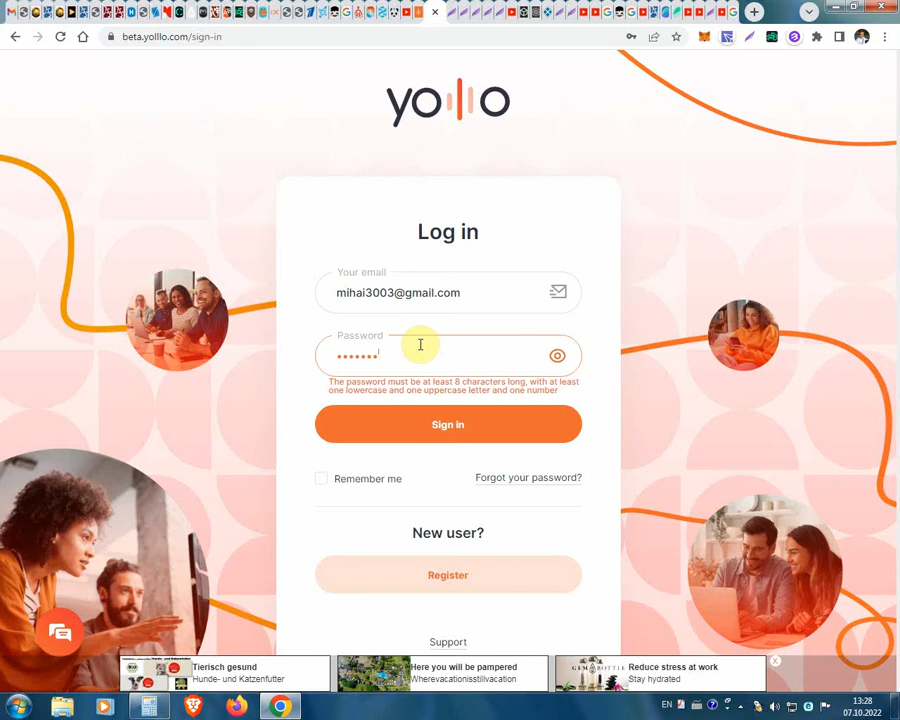 beta.yolllo.com/sign-in
yolllo
Log in
Your email
mihai3003@gmail.com
Password
•••••••
The password must be at least 8 characters long, with at least
one lowercase and one uppercase letter and one number
Sign in
Remember me
Forgot your password?
New user?
Register
Support
Tierisch gesund
Hunde- und Katzenfutter
Here you will be pampered
Wherevacationisstillvacation
GEMBOTTLE
Reduce stress at work
Stay hydrated
EN
13:28
07.10.2022